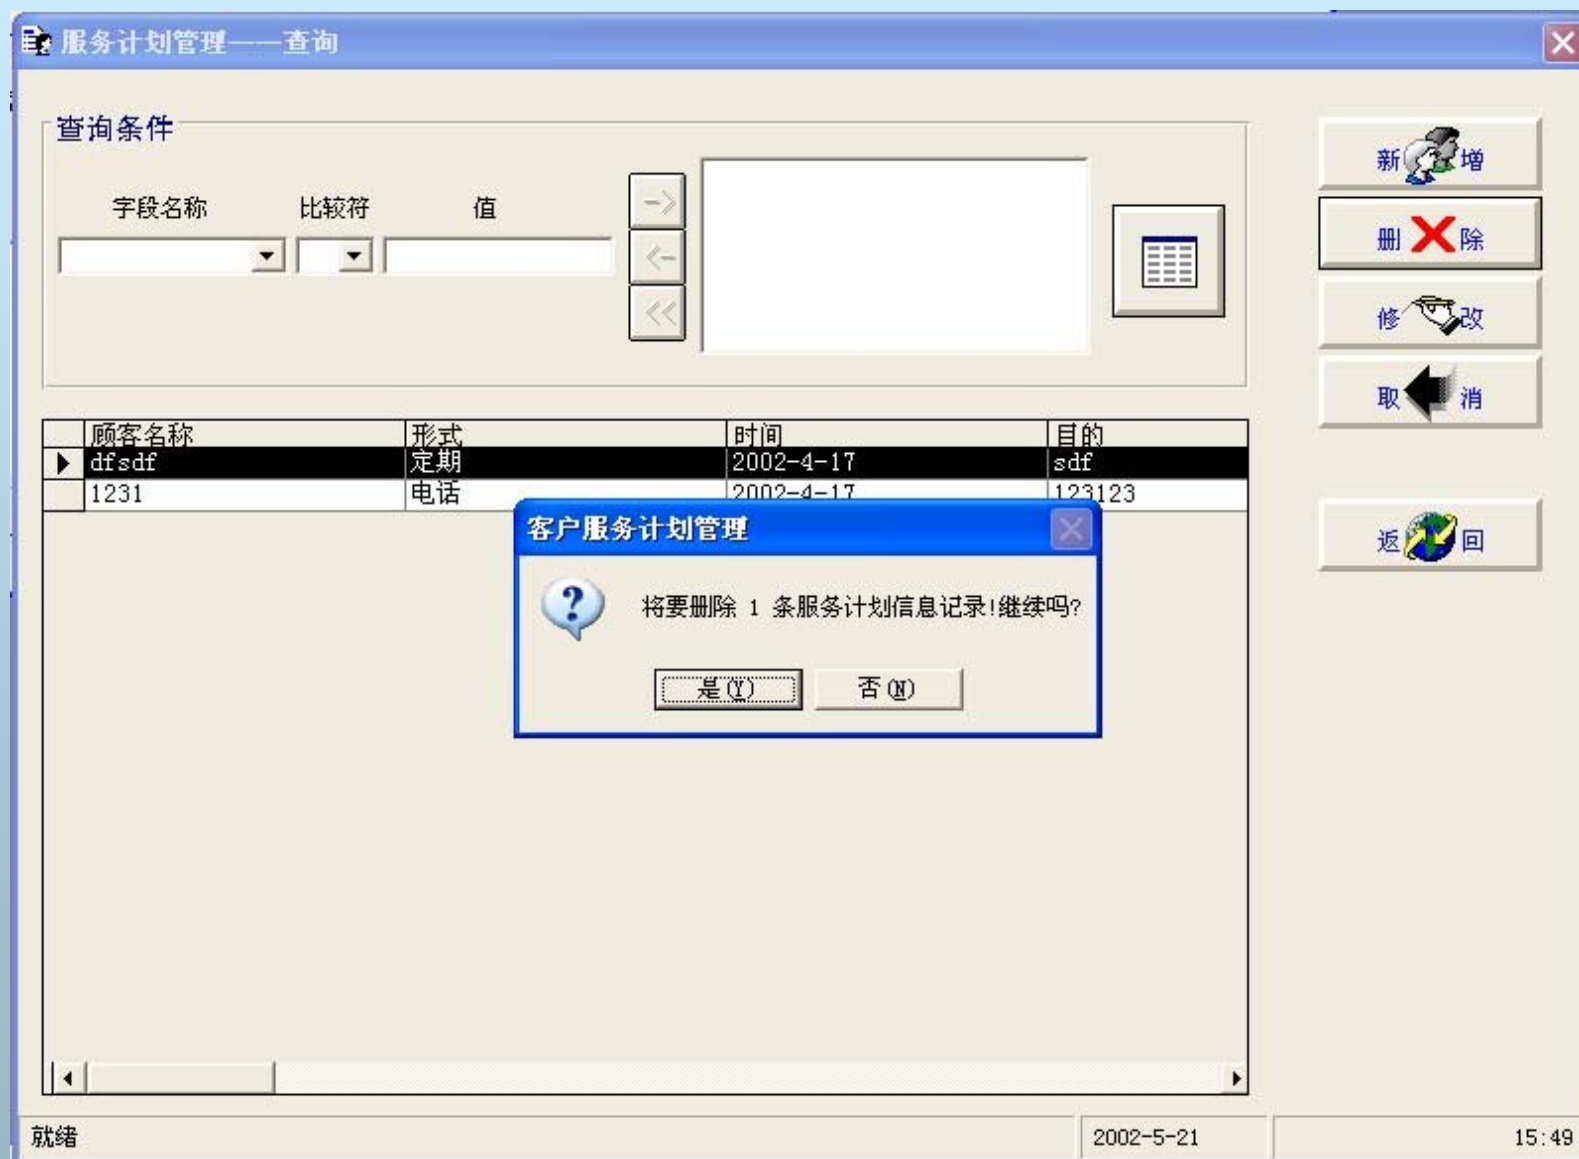 服务计划管理——查询
查询条件
字段名称 比较符 值
-> 
<-
<<
新增
删除
修改
取消
返回
顾客名称 形式 时间 目的
dfsdf 定期 2002-4-17 sdf
1231 电话 2002-4-17 123123
客户服务计划管理
将要删除 1 条服务计划信息记录!继续吗?
是(Y) 否(N)
就绪 2002-5-21 15:49